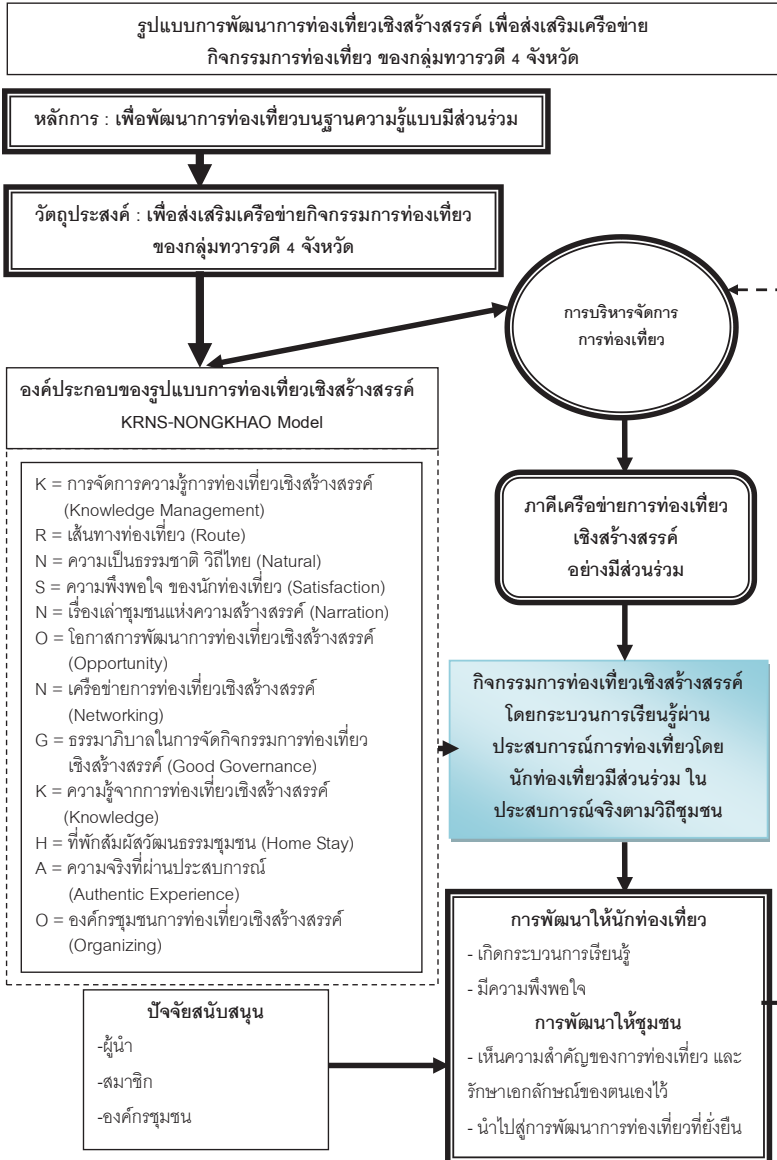 รูปแบบการพัฒนาการท่องเที่ยวเชิงสร้างสรรค์ เพื่อส่งเสริมเครือข่าย
กิจกรรมการท่องเที่ยว ของกลุ่มทวารวดี 4 จังหวัด
หลักการ : เพื่อพัฒนาการท่องเที่ยวบนฐานความรู้แบบมีส่วนร่วม
วัตถุประสงค์ : เพื่อส่งเสริมเครือข่ายกิจกรรมการท่องเที่ยว
ของกลุ่มทวารวดี 4 จังหวัด
การบริหารจัดการ
การท่องเที่ยว
องค์ประกอบของรูปแบบการท่องเที่ยวเชิงสร้างสรรค์
KRNS-NONGKHAO Model
K = การจัดการความรู้การท่องเที่ยวเชิงสร้างสรรค์
(Knowledge Management)
R = เส้นทางท่องเที่ยว (Route)
N = ความเป็นธรรมชาติ วิถีไทย (Natural)
S = ความพึงพอใจ ของนักท่องเที่ยว (Satisfaction)
N = เรื่องเล่าชุมชนแห่งความสร้างสรรค์ (Narration)
O = โอกาสการพัฒนาการท่องเที่ยวเชิงสร้างสรรค์
(Opportunity)
N = เครือข่ายการท่องเที่ยวเชิงสร้างสรรค์
(Networking)
G = ธรรมาภิบาลในการจัดกิจกรรมการท่องเที่ยว
เชิงสร้างสรรค์ (Good Governance)
K = ความรู้จากการท่องเที่ยวเชิงสร้างสรรค์
(Knowledge)
H = ที่พักสัมผัสวัฒนธรรมชุมชน (Home Stay)
A = ความจริงที่ผ่านประสบการณ์
(Authentic Experience)
O = องค์กรชุมชนการท่องเที่ยวเชิงสร้างสรรค์
(Organizing)
ภาคีเครือข่ายการท่องเที่ยว
เชิงสร้างสรรค์
อย่างมีส่วนร่วม
กิจกรรมการท่องเที่ยวเชิงสร้างสรรค์
โดยกระบวนการเรียนรู้ผ่าน
ประสบการณ์การท่องเที่ยวโดย
นักท่องเที่ยวมีส่วนร่วม ใน
ประสบการณ์จริงตามวิถีชุมชน
ปัจจัยสนับสนุน
-ผู้นำ
-สมาชิก
-องค์กรชุมชน
การพัฒนาให้นักท่องเที่ยว
- เกิดกระบวนการเรียนรู้
- มีความพึงพอใจ
การพัฒนาให้ชุมชน
- เห็นความสำคัญของการท่องเที่ยว และ
รักษาเอกลักษณ์ของตนเองไว้
- นำไปสู่การพัฒนาการท่องเที่ยวที่ยั่งยืน